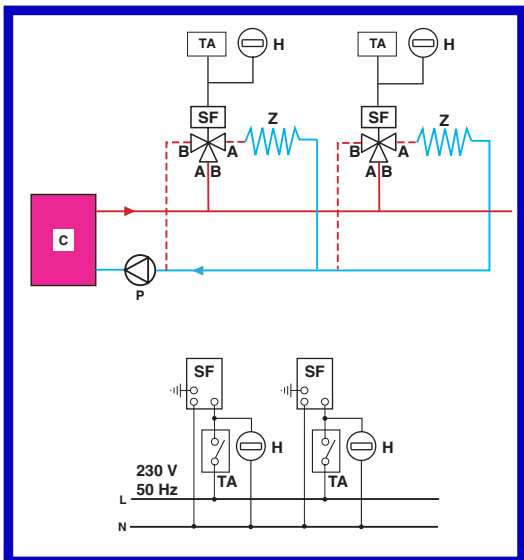 TA H TA H
SF SF
Z Z
B A B A
A B A B
C
P
SF SF
H H
TA TA
230 V
50 Hz
L
N